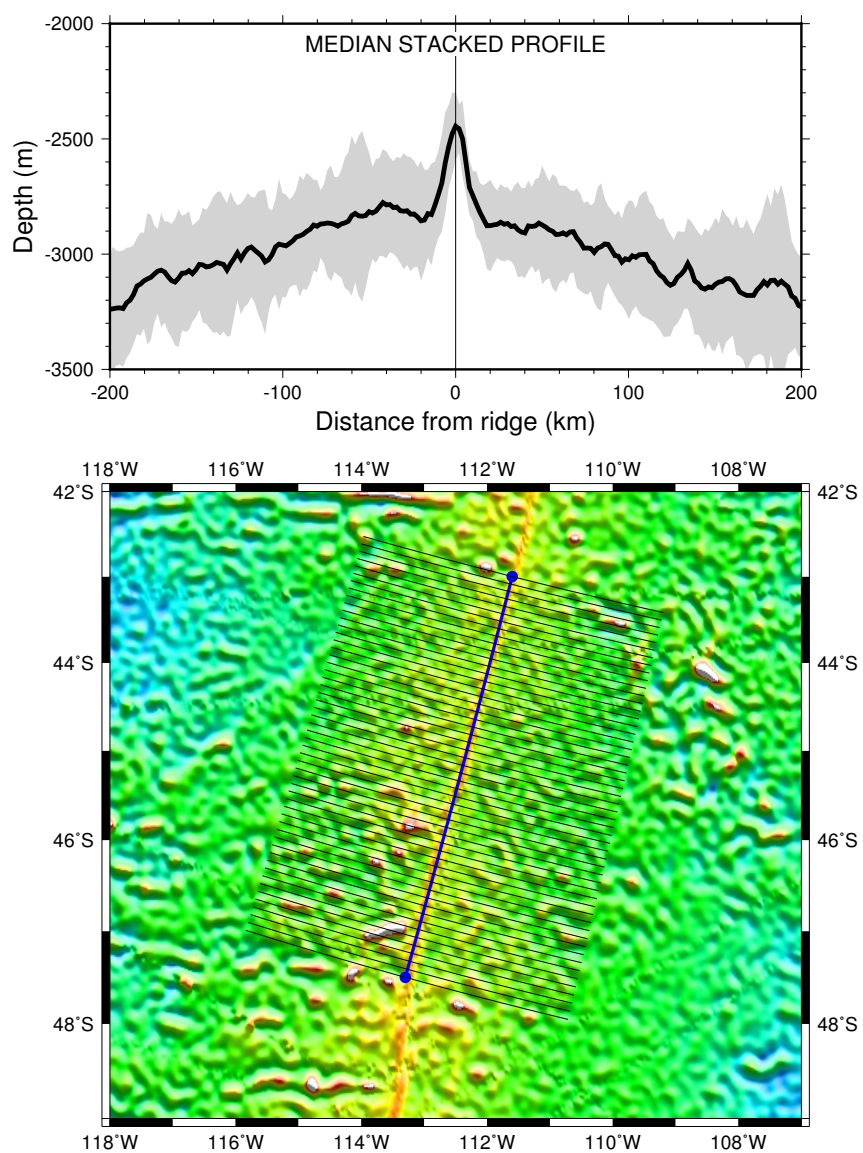 -2000
MEDIAN STACKED PROFILE
-2500
Depth (m)
-3000
-3500
-200 -100 0 100 200
Distance from ridge (km)
118˚W 116˚W 114˚W 112˚W 110˚W 108˚W
42˚S 42˚S
44˚S 44˚S
46˚S 46˚S
48˚S 48˚S
118˚W 116˚W 114˚W 112˚W 110˚W 108˚W